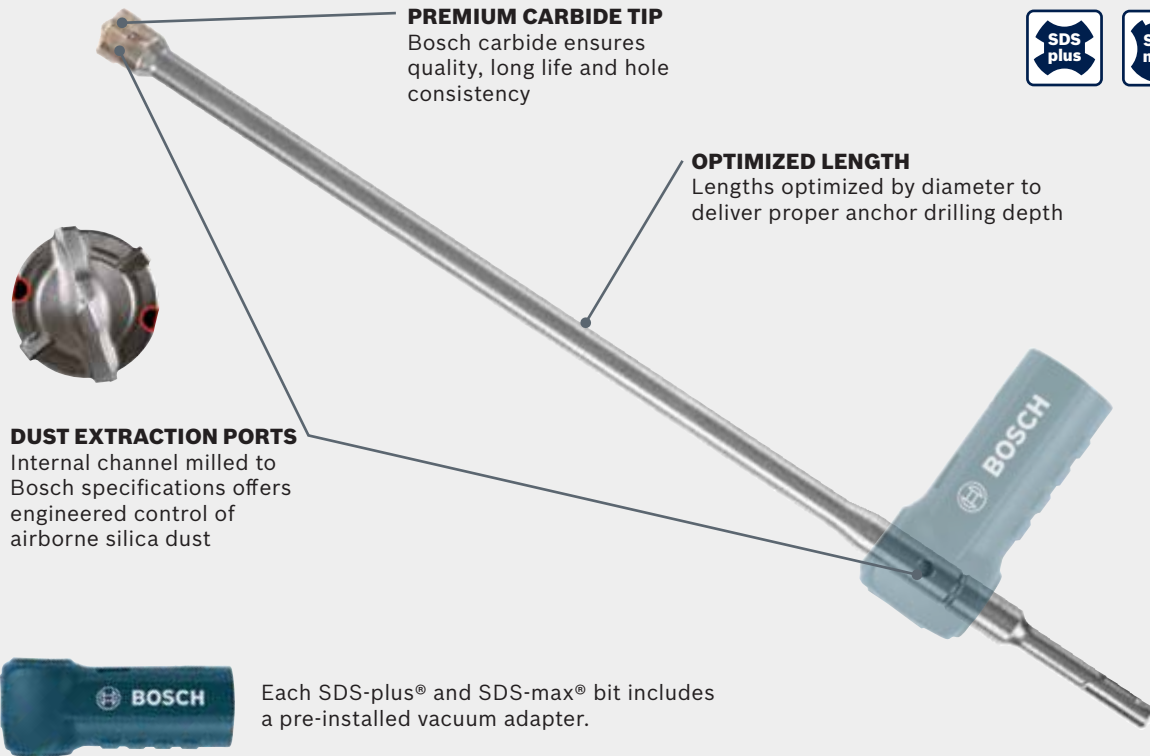 PREMIUM CARBIDE TIP
Bosch carbide ensures
quality, long life and hole
consistency
SDS
plus
OPTIMIZED LENGTH
Lengths optimized by diameter to
deliver proper anchor drilling depth
BOSCH
DUST EXTRACTION PORTS
Internal channel milled to
Bosch specifications offers
engineered control of
airborne silica dust
BOSCH
Each SDS-plus® and SDS-max® bit includes
a pre-installed vacuum adapter.